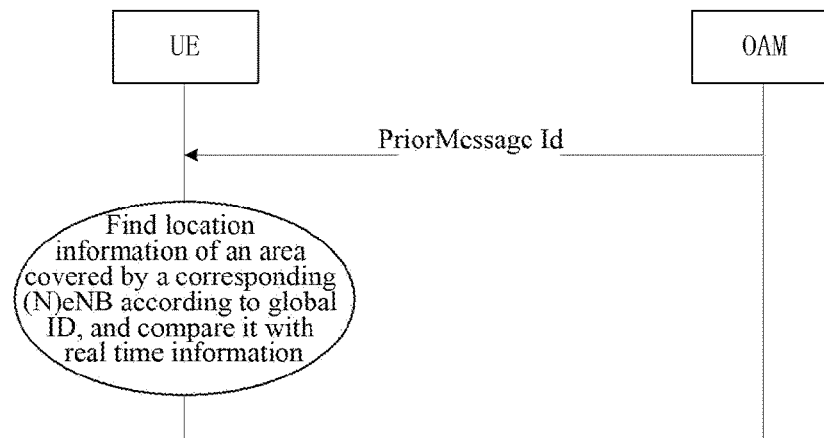 UE
OAM
PriorMessage Id
Find location
information of an area
covered by a corresponding
(N)eNB according to global
ID, and compare it with
real time information